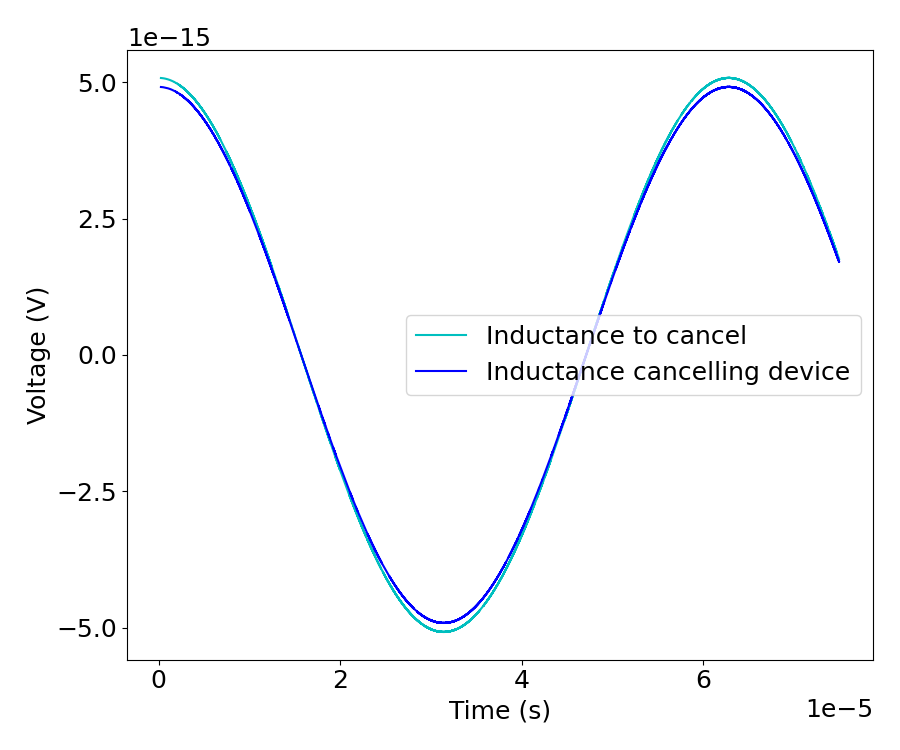 1e−15
5.0
2.5
0.0
−2.5
−5.0
Voltage (V)
Inductance to cancel
Inductance cancelling device
0
2
4
6
1e−5
Time (s)